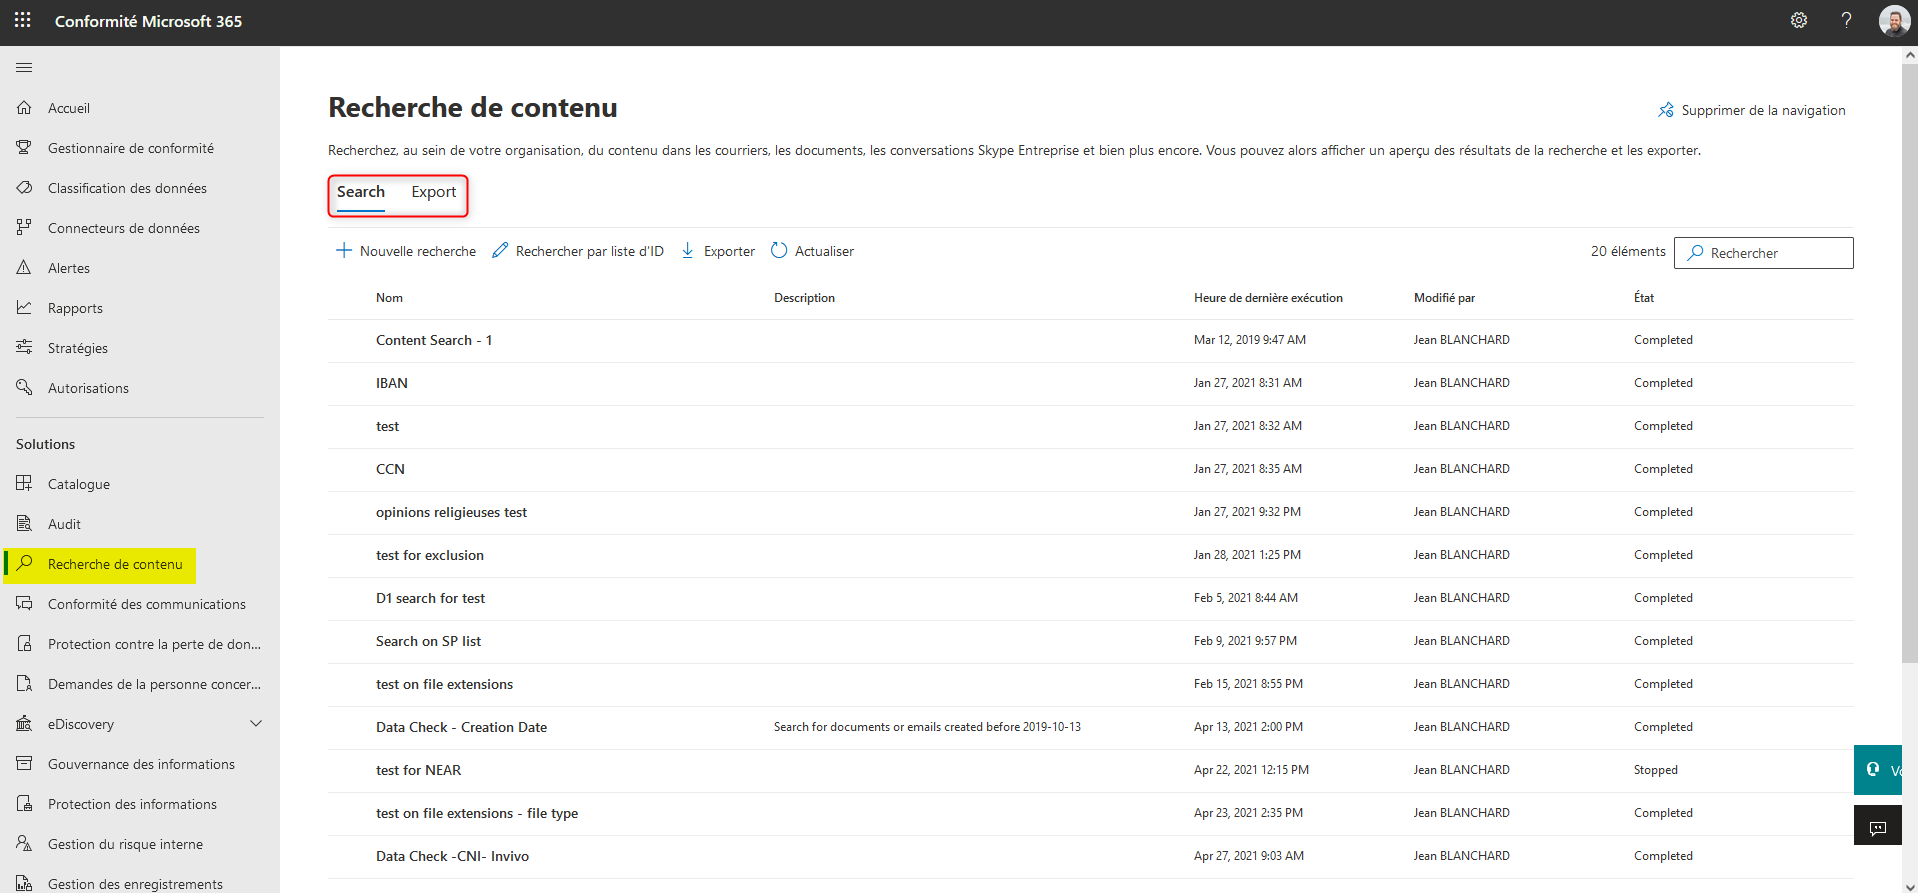 Conformité Microsoft 365
Accueil
Gestionnaire de conformité
Classification des données
Connecteurs de données
Alertes
Rapports
Stratégies
Autorisations
Solutions
Catalogue
Audit
Recherche de contenu
Conformité des communications
Protection contre la perte de don...
Demandes de la personne concer...
eDiscovery
Gouvernance des informations
Protection des informations
Gestion du risque interne
Gestion des enregistrements
Recherche de contenu
Supprimer de la navigation
Recherchez, au sein de votre organisation, du contenu dans les courriers, les documents, les conversations Skype Entreprise et bien plus encore. Vous pouvez alors afficher un aperçu des résultats de la recherche et les exporter.
Search Export
Nouvelle recherche Rechercher par liste d'ID Exporter Actualiser 20 éléments Rechercher
Nom Description Heure de dernière exécution Modifié par État
Content Search - 1 Mar 12, 2019 9:47 AM Jean BLANCHARD Completed
IBAN Jan 27, 2021 8:31 AM Jean BLANCHARD Completed
test Jan 27, 2021 8:32 AM Jean BLANCHARD Completed
CCN Jan 27, 2021 8:35 AM Jean BLANCHARD Completed
opinions religieuses test Jan 27, 2021 9:32 PM Jean BLANCHARD Completed
test for exclusion Jan 28, 2021 1:25 PM Jean BLANCHARD Completed
D1 search for test Feb 5, 2021 8:44 AM Jean BLANCHARD Completed
Search on SP list Feb 9, 2021 9:57 PM Jean BLANCHARD Completed
test on file extensions Feb 15, 2021 8:55 PM Jean BLANCHARD Completed
Data Check - Creation Date Search for documents or emails created before 2019-10-13 Apr 13, 2021 2:00 PM Jean BLANCHARD Completed
test for NEAR Apr 22, 2021 12:15 PM Jean BLANCHARD Stopped
test on file extensions - file type Apr 23, 2021 2:35 PM Jean BLANCHARD Completed
Data Check -CNI- Invivo Apr 27, 2021 9:03 AM Jean BLANCHARD Completed